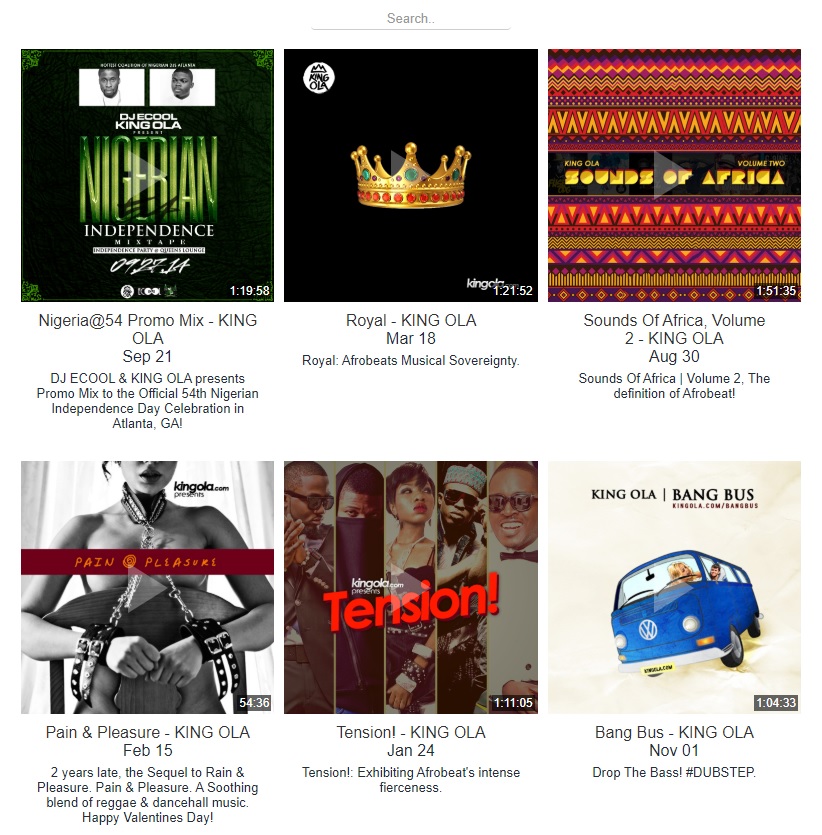 Search..
HOTTEST COALITION OF NIGERIAN DJS ATLANTA
DJ ECOOL
KING OLA
PRESENT
NIGERIAN
INDEPENDENCE
MIXTAPE
INDEPENDENCE PARTY @ QUEENS LOUNGE
09.27.14
ECOOL
1:19:58
KING
OLA
kingola.com
1:21:52
KING OLA
VOLUME TWO
SOUNDS OF AFRICA
1:51:35
Nigeria@54 Promo Mix - KING
OLA
Sep 21
DJ ECOOL & KING OLA presents
Promo Mix to the Official 54th Nigerian
Independence Day Celebration in
Atlanta, GA!
Royal - KING OLA
Mar 18
Royal: Afrobeats Musical Sovereignty.
Sounds Of Africa, Volume
2 - KING OLA
Aug 30
Sounds Of Africa | Volume 2, The
definition of Afrobeat!
kingola.com
presents
PAIN @ PLEASURE
54:36
kingola.com
presents
Tension!
1:11:05
KING OLA | BANG BUS
KINGOLA.COM/BANGBUS
KINGOLA.COM
1:04:33
Pain & Pleasure - KING OLA
Feb 15
2 years late, the Sequel to Rain &
Pleasure. Pain & Pleasure. A Soothing
blend of reggae & dancehall music.
Happy Valentines Day!
Tension! - KING OLA
Jan 24
Tension!: Exhibiting Afrobeat's intense
fierceness.
Bang Bus - KING OLA
Nov 01
Drop The Bass! #DUBSTEP.